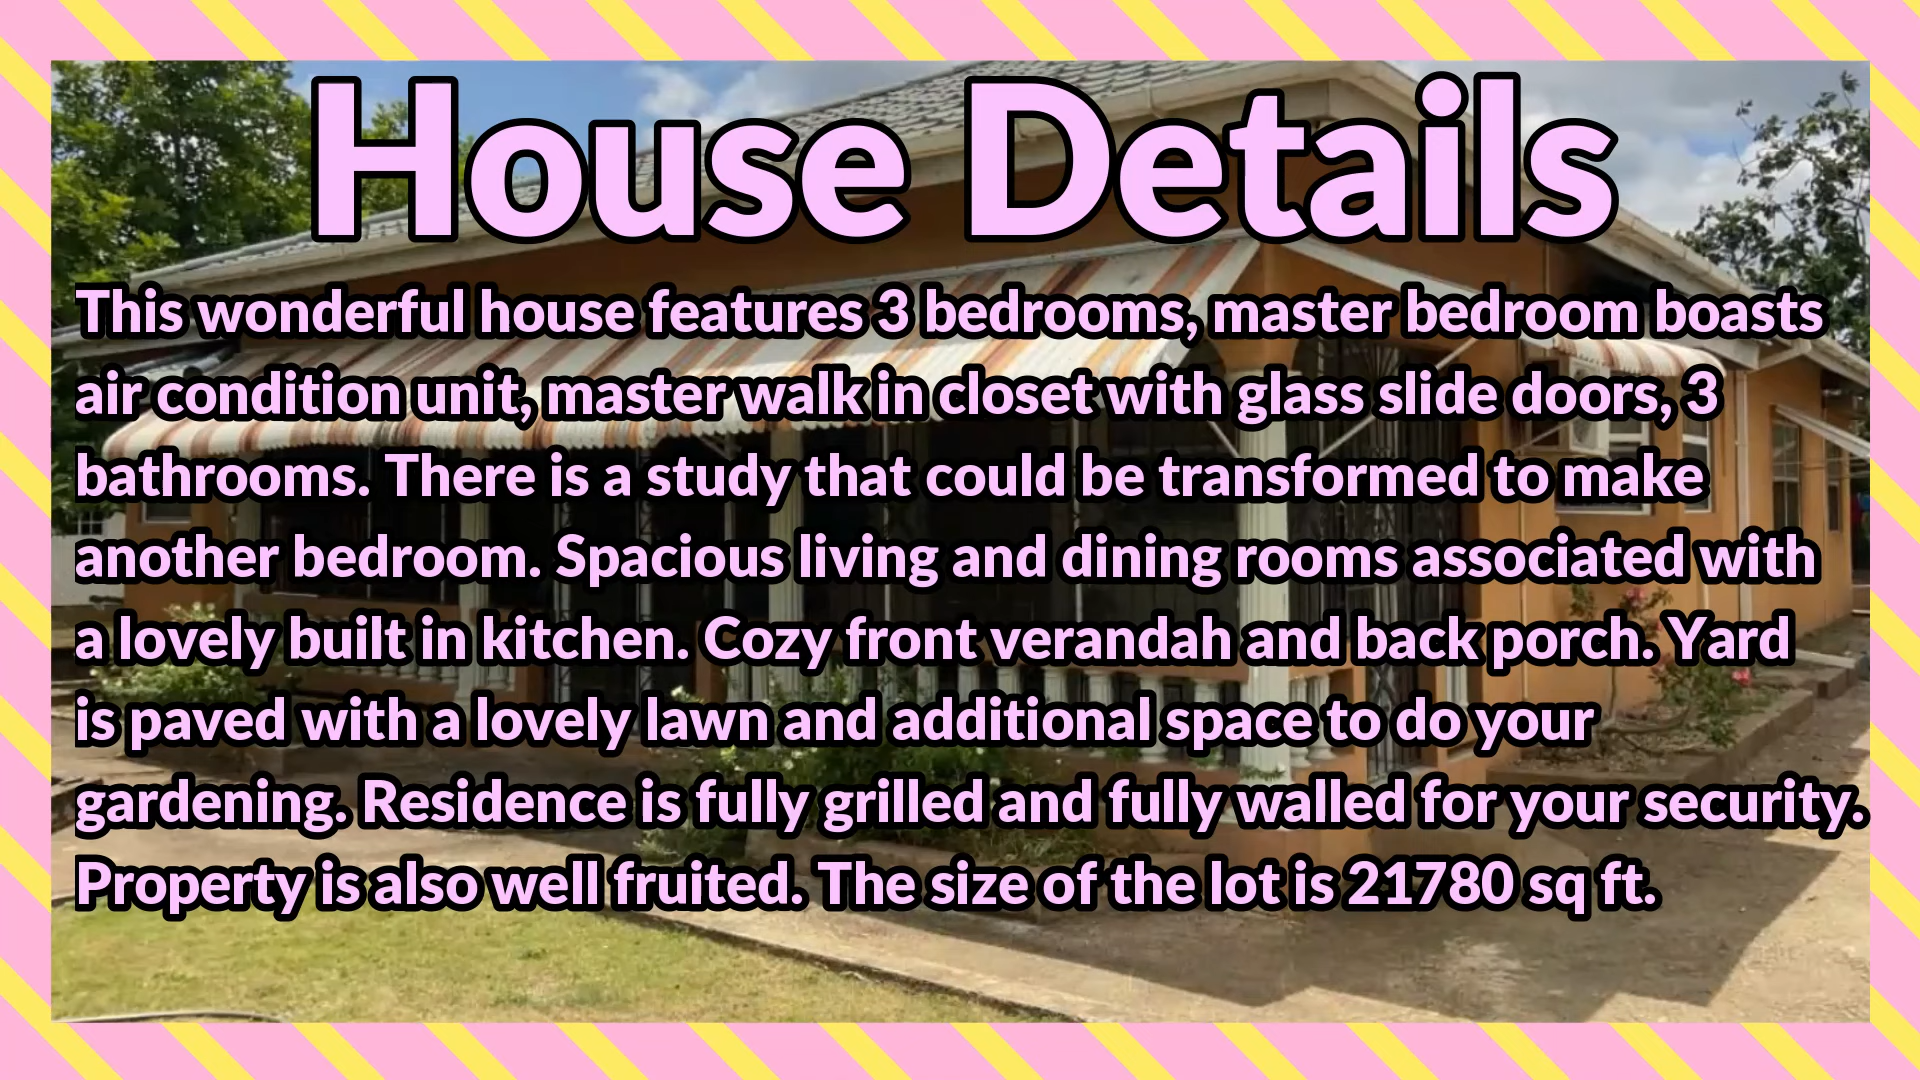 House Details
This wonderful house features 3 bedrooms, master bedroom boasts
air condition unit, master walk in closet with glass slide doors, 3
bathrooms. There is a study that could be transformed to make
another bedroom. Spacious living and dining rooms associated with
a lovely built in kitchen. Cozy front verandah and back porch. Yard
is paved with a lovely lawn and additional space to do your
gardening. Residence is fully grilled and fully walled for your security.
Property is also well fruited. The size of the lot is 21780 sq ft.